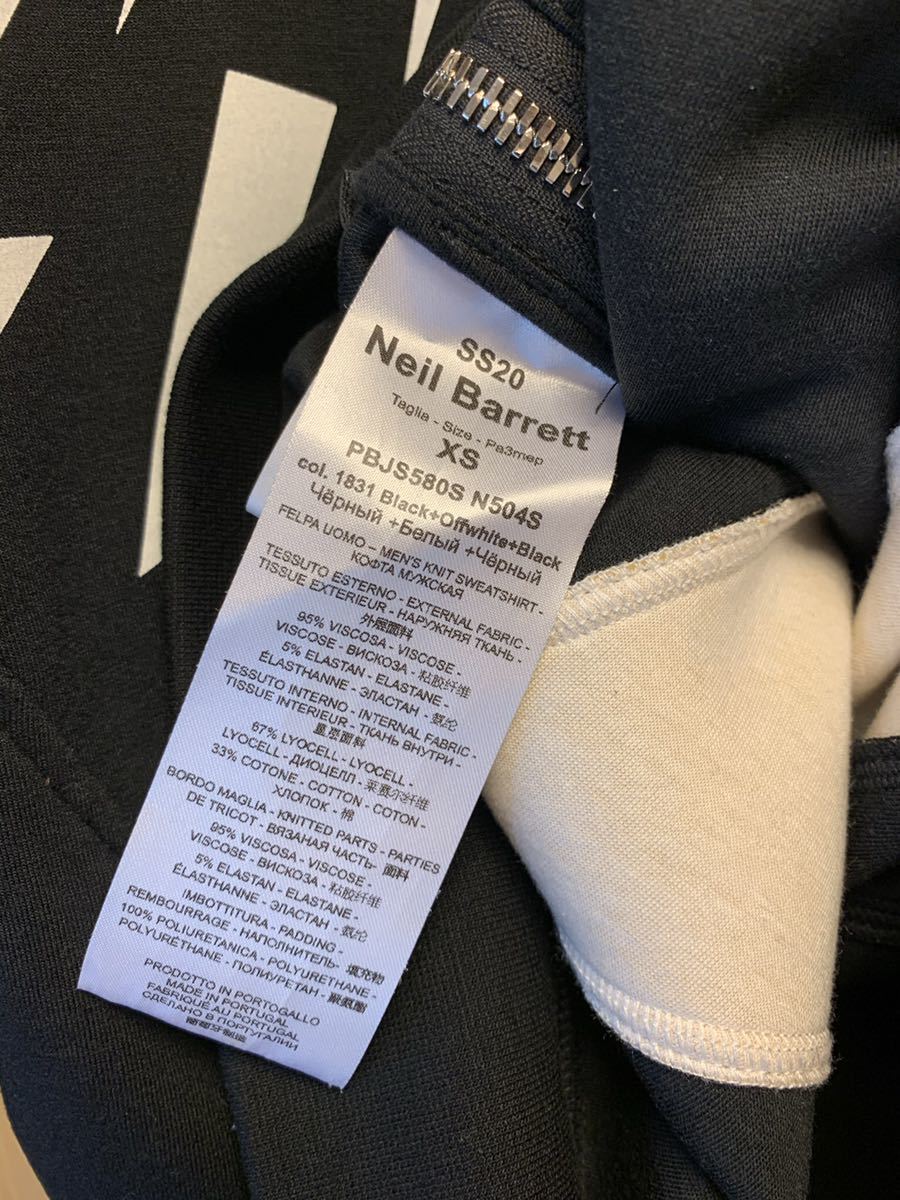 SS20
Neil Barrett
Taglia - Size - Ра3мер
XS
PBJS580S N504S
col. 1831 Black+Offwhite+Black
Чёрный +Белый +Чёрный
FELPA UOMO – MEN'S KNIT SWEATSHIRT -
КОФТА МУЖСКАЯ
TESSUTO ESTERNO - EXTERNAL FABRIC -
TISSUE EXTERIEUR - НАРУЖНЯЯ ТКАНЬ -
外层面料
95% VISCOSA - VISCOSE -
VISCOSE - ВИСКОЗА - 粘胶纤维
5% ELASTAN - ELASTANE -
ÉLASTHANNE - ЭЛАСТАН - 氨纶
TESSUTO INTERNO - INTERNAL FABRIC -
TISSUE INTERIEUR - ТКАНЬ ВНУТРИ -
面料
67% LYOCELL - LYOCELL -
LYOCELL - ЛИОЦЕЛЛ - 莱赛尔纤维
33% COTONE - COTTON - COTON -
ХЛОПОК - 棉
BORDO MAGLIA - KNITTED PARTS - PARTIES
DE TRICOT - ВЯЗАНАЯ ЧАСТЬ- 面料
95% VISCOSA - VISCOSE -
VISCOSE - ВИСКОЗА - 粘胶纤维
5% ELASTAN - ELASTANE -
ÉLASTHANNE - ЭЛАСТАН - 氨纶
IMBOTTITURA - PADDING -
REMBOURRAGE - НАПОЛНИТЕЛЬ- 填充物
100% POLIURETANICA - POLYURETHANE -
POLYURÉTHANE - ПОЛИУРЕТАН - 聚氨酯
PRODOTTO IN PORTOGALLO
MADE IN PORTUGAL
FABRIQUÉ AU PORTUGAL
СДЕЛАНО В ПОРТУГАЛИИ
葡萄牙制造